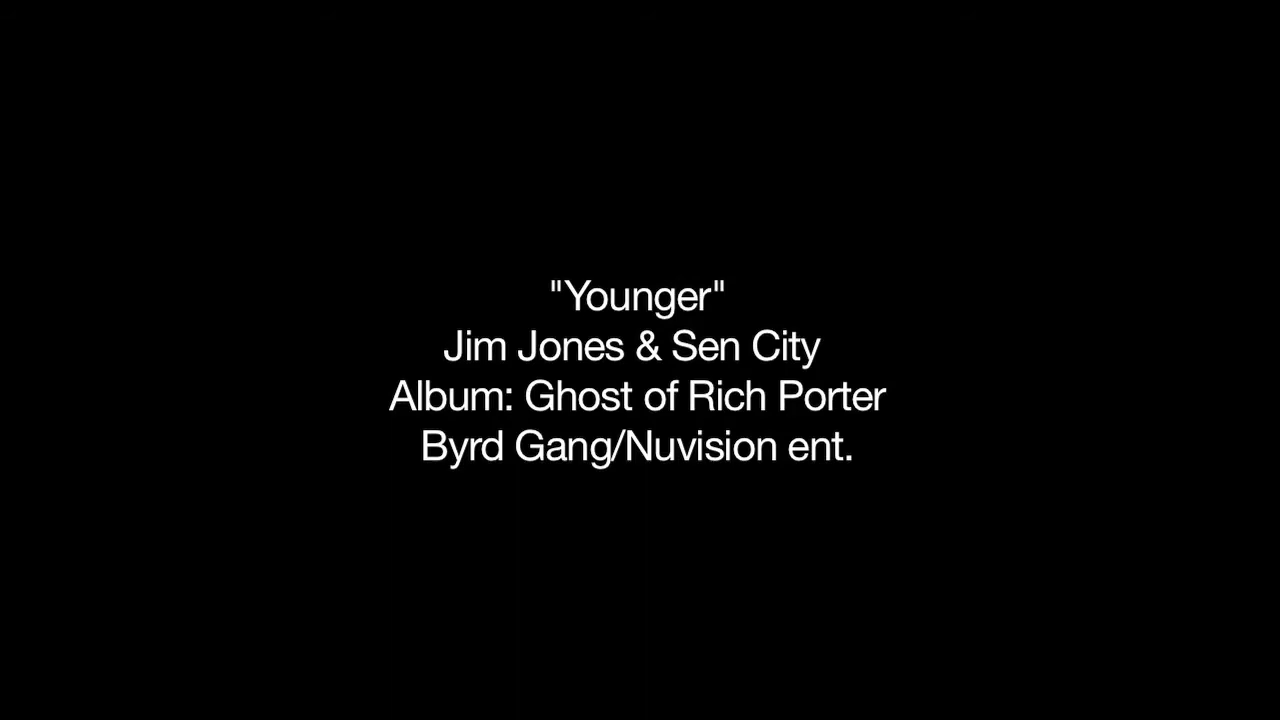 "Younger"
Jim Jones & Sen City
Album: Ghost of Rich Porter
Byrd Gang/Nuvision ent.